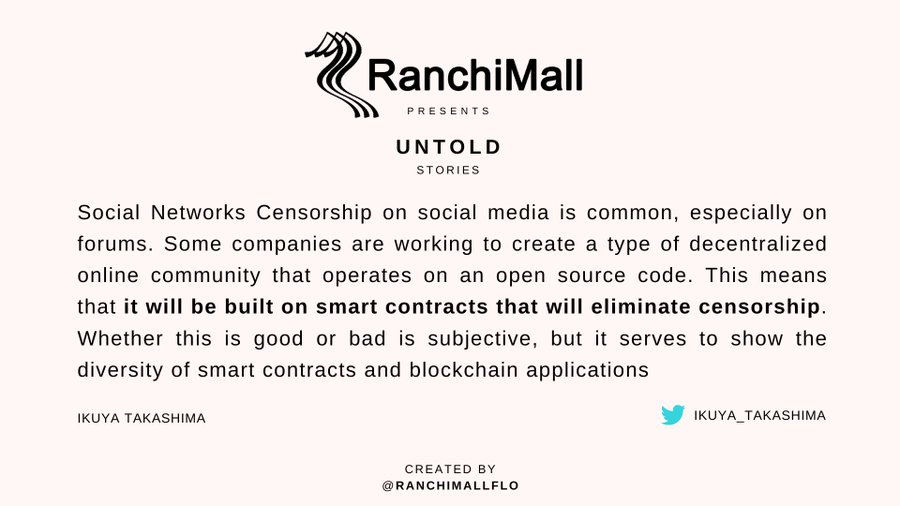 RanchiMall
PRESENTS
UNTOLD
STORIES
Social Networks Censorship on social media is common, especially on
forums. Some companies are working to create a type of decentralized
online community that operates on an open source code. This means
that it will be built on smart contracts that will eliminate censorship.
Whether this is good or bad is subjective, but it serves to show the
diversity of smart contracts and blockchain applications
IKUYA TAKASHIMA
IKUYA_TAKASHIMA
CREATED BY
@RANCHIMALLFLO